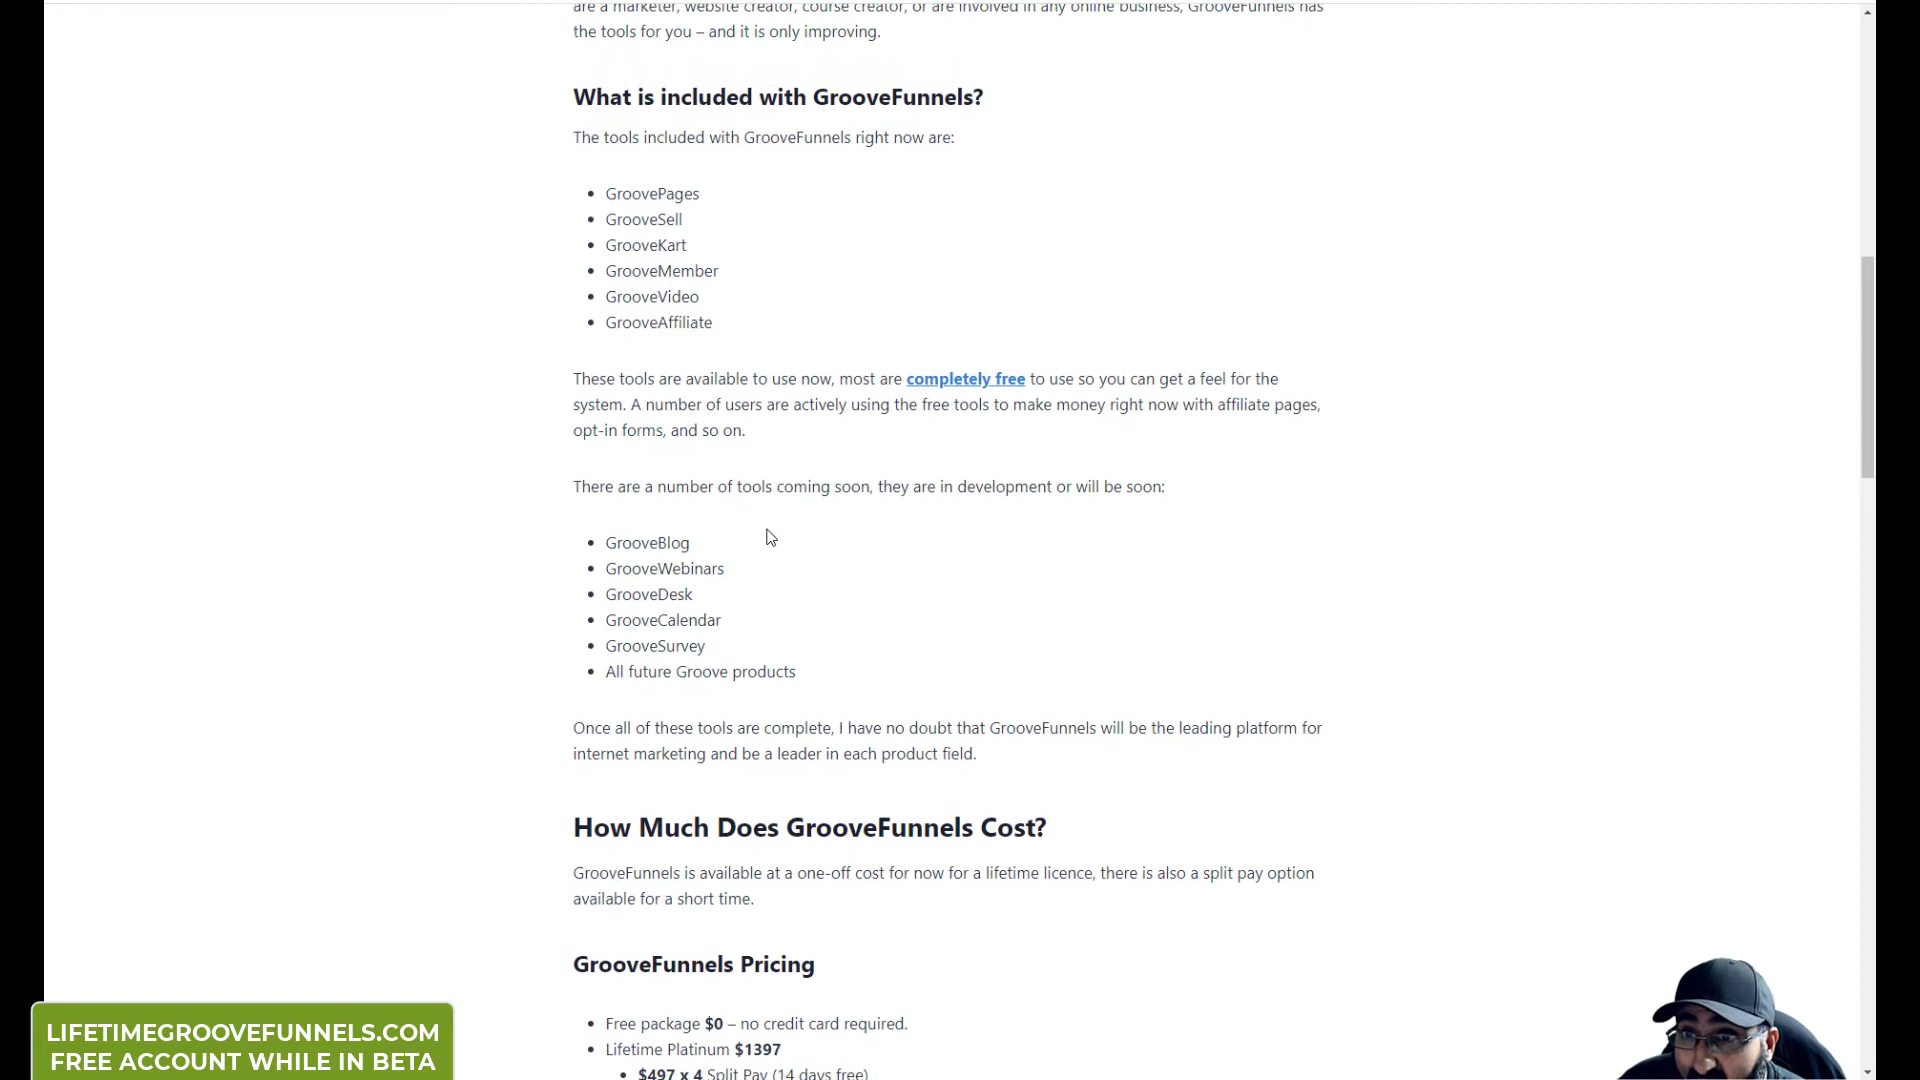 are a marketer, website creator, course creator, or are involved in any online business, GrooveFunnels has
the tools for you – and it is only improving.
What is included with GrooveFunnels?
The tools included with GrooveFunnels right now are:
• GroovePages
• GrooveSell
• GrooveKart
• GrooveMember
• GrooveVideo
• GrooveAffiliate
These tools are available to use now, most are completely free to use so you can get a feel for the
system. A number of users are actively using the free tools to make money right now with affiliate pages,
opt-in forms, and so on.
There are a number of tools coming soon, they are in development or will be soon:
• GrooveBlog
• GrooveWebinars
• GrooveDesk
• GrooveCalendar
• GrooveSurvey
• All future Groove products
Once all of these tools are complete, I have no doubt that GrooveFunnels will be the leading platform for
internet marketing and be a leader in each product field.
How Much Does GrooveFunnels Cost?
GrooveFunnels is available at a one-off cost for now for a lifetime licence, there is also a split pay option
available for a short time.
GrooveFunnels Pricing
• Free package $0 – no credit card required.
• Lifetime Platinum $1397
• $497 x 4 Split Pay (14 days free)
LIFETIMEGROOVEFUNNELS.COM
FREE ACCOUNT WHILE IN BETA